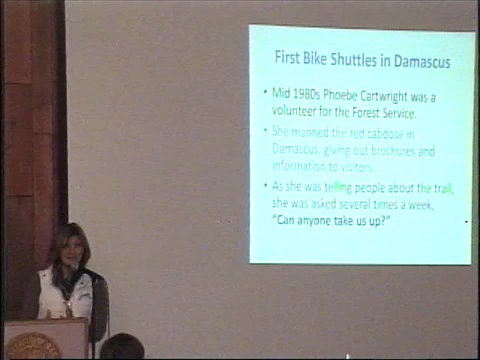 First Bike Shuttles in Damascus
• Mid 1980s Phoebe Cartwright was a
volunteer for the Forest Service.
• She manned the red caboose in
Damascus, giving out brochures and
information to visitors.
• As she was telling people about the trail,
she was asked several times a week,
"Can anyone take us up?"